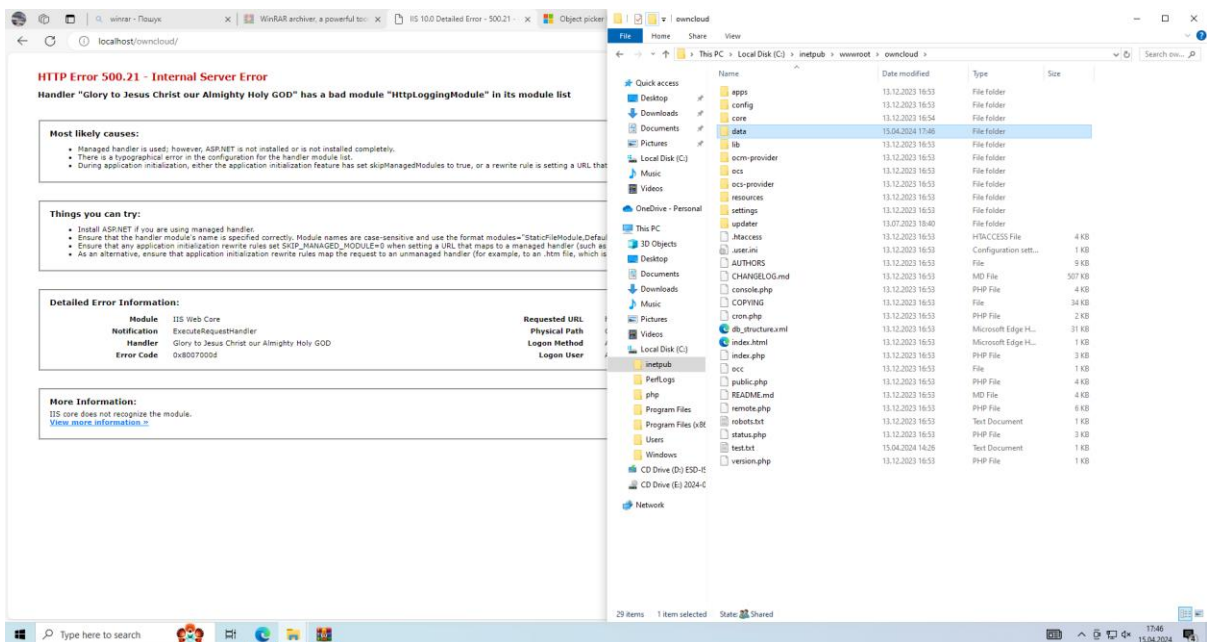 winrar - Пошук
WinRAR archiver, a powerful too
IIS 10.0 Detailed Error - 500.21 -
Object picker
localhost/owncloud/
HTTP Error 500.21 - Internal Server Error
Handler "Glory to Jesus Christ our Almighty Holy GOD" has a bad module "HttpLoggingModule" in its module list
Most likely causes:
Managed handler is used; however, ASP.NET is not installed or is not installed completely.
There is a typographical error in the configuration for the handler module list.
During application initialization, either the application initialization feature has set skipManagedModules to true, or a rewrite rule is setting a URL that
Things you can try:
Install ASP.NET if you are using managed handler.
Ensure that the handler module's name is specified correctly. Module names are case-sensitive and use the format modules="StaticFileModule,Defaul
Ensure that any application initialization rewrite rules set SKIP_MANAGED_MODULE=0 when setting a URL that maps to a managed handler (such as
As an alternative, ensure that application initialization rewrite rules map the request to an unmanaged handler (for example, to an .htm file, which is
Detailed Error Information:
Module IIS Web Core
Notification ExecuteRequestHandler
Handler Glory to Jesus Christ our Almighty Holy GOD
Error Code 0x8007000d
Requested URL
Physical Path
Logon Method
Logon User
More Information:
IIS core does not recognize the module.
View more information »
owncloud
File Home Share View
This PC > Local Disk (C:) > inetpub > wwwroot > owncloud >
Search ow...
Quick access
Desktop
Downloads
Documents
Pictures
Local Disk (C:)
Music
Videos
OneDrive - Personal
This PC
3D Objects
Desktop
Documents
Downloads
Music
Pictures
Videos
Local Disk (C:)
inetpub
PerfLogs
php
Program Files
Program Files (x86
Users
Windows
CD Drive (D:) ESD-IS
CD Drive (E:) 2024-0
Network
Name Date modified Type Size
apps 13.12.2023 16:53 File folder
config 13.12.2023 16:53 File folder
core 13.12.2023 16:54 File folder
data 15.04.2024 17:46 File folder
lib 13.12.2023 16:53 File folder
ocm-provider 13.12.2023 16:53 File folder
ocs 13.12.2023 16:53 File folder
ocs-provider 13.12.2023 16:53 File folder
resources 13.12.2023 16:53 File folder
settings 13.12.2023 16:53 File folder
updater 13.07.2023 18:40 File folder
.htaccess 13.12.2023 16:53 HTACCESS File 4 KB
.user.ini 13.12.2023 16:53 Configuration sett... 1 KB
AUTHORS 13.12.2023 16:53 File 9 KB
CHANGELOG.md 13.12.2023 16:53 MD File 507 KB
console.php 13.12.2023 16:53 PHP File 4 KB
COPYING 13.12.2023 16:53 File 34 KB
cron.php 13.12.2023 16:53 PHP File 2 KB
db_structure.xml 13.12.2023 16:53 Microsoft Edge H... 31 KB
index.html 13.12.2023 16:53 Microsoft Edge H... 1 KB
index.php 13.12.2023 16:53 PHP File 3 KB
occ 13.12.2023 16:53 File 1 KB
public.php 13.12.2023 16:53 PHP File 4 KB
README.md 13.12.2023 16:53 MD File 4 KB
remote.php 13.12.2023 16:53 PHP File 6 KB
robots.txt 13.12.2023 16:53 Text Document 1 KB
status.php 13.12.2023 16:53 PHP File 3 KB
test.txt 15.04.2024 14:26 Text Document 1 KB
version.php 13.12.2023 16:53 PHP File 1 KB
29 items 1 item selected State: Shared
Type here to search
17:46
15.04.2024